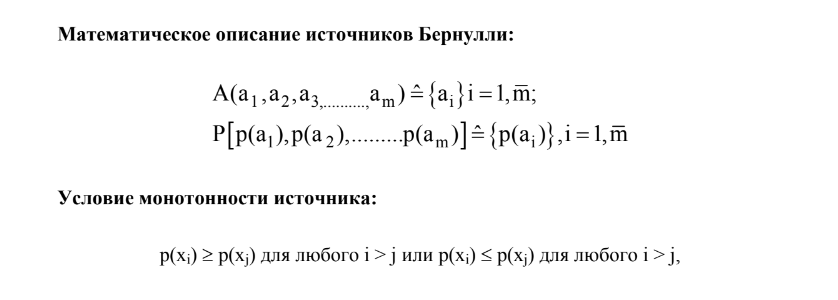 Математическое описание источников Бернулли:
A(a₁,a₂,a₃,..........,aₘ) ≙ {aᵢ}i = 1,m̅;
P[p(a₁),p(a₂),.........p(aₘ)] ≙ {p(aᵢ)},i = 1,m̅
Условие монотонности источника:
p(xᵢ) ≥ p(xⱼ) для любого i > j или p(xᵢ) ≤ p(xⱼ) для любого i > j,